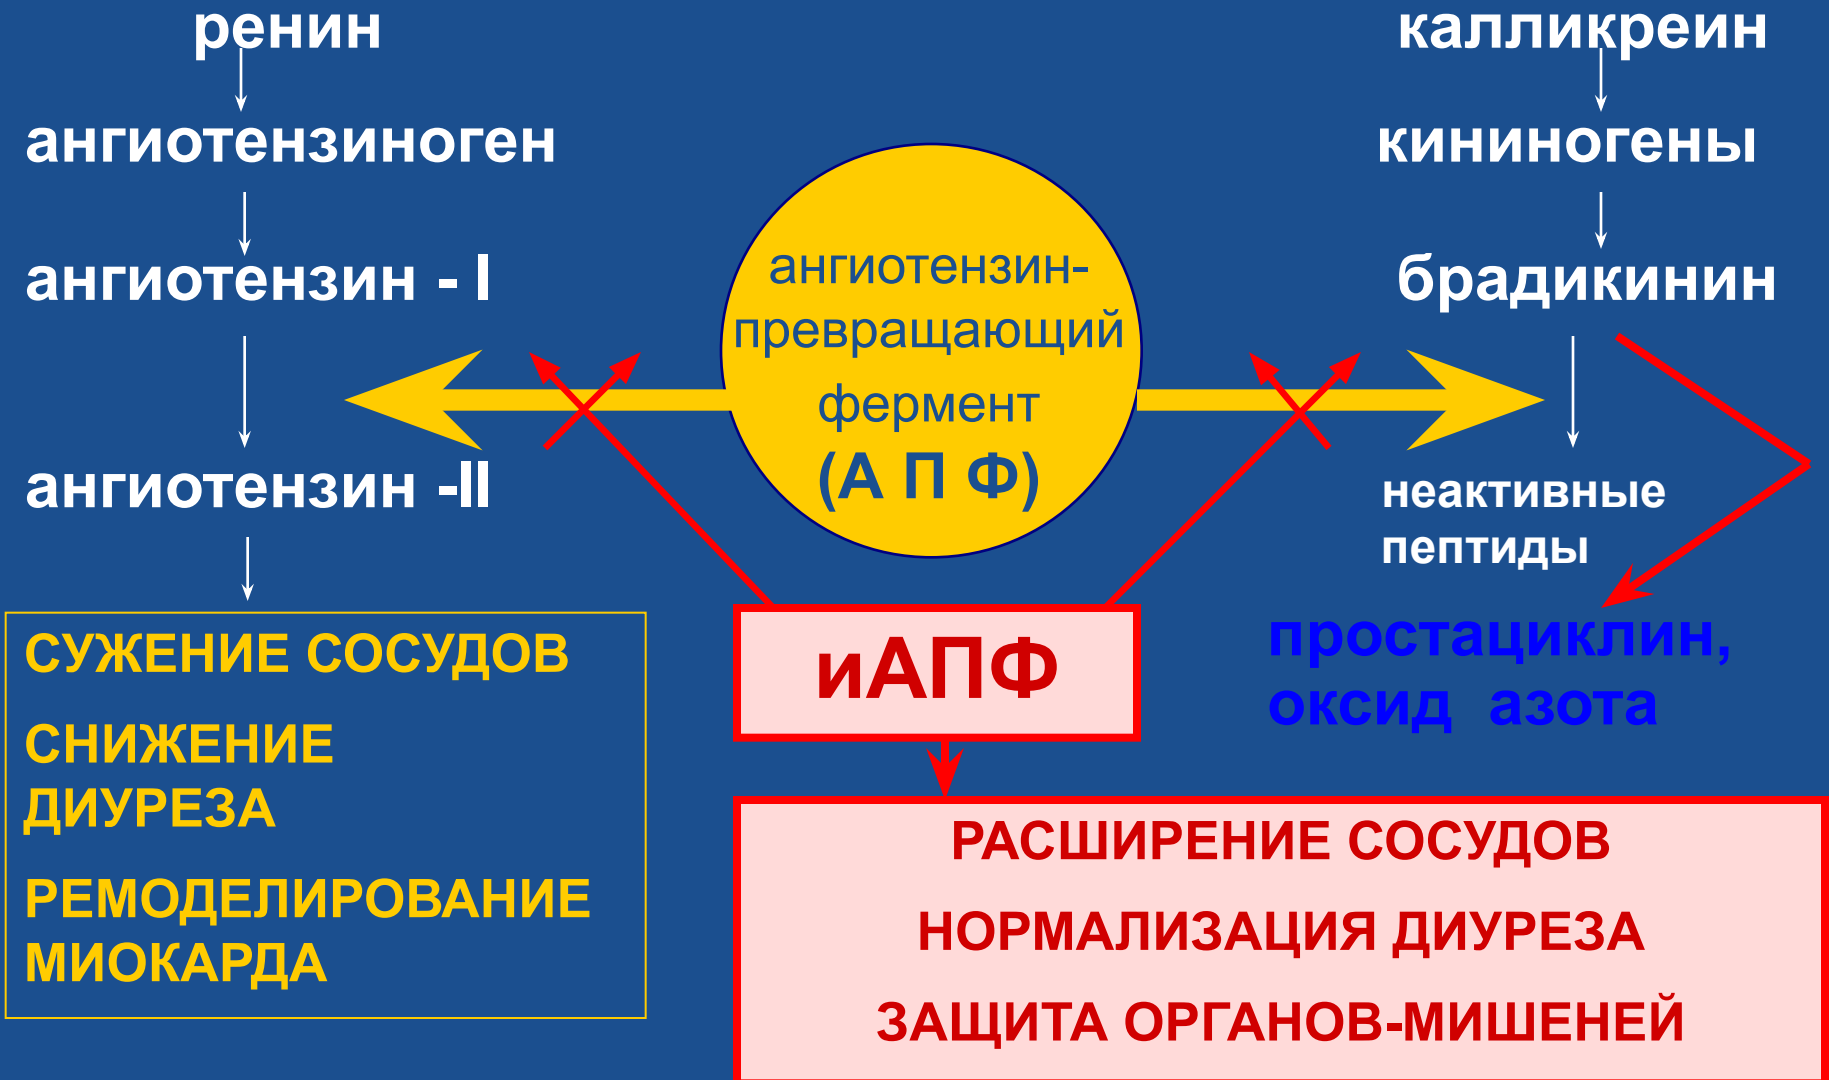 ренин
ангиотензиноген
ангиотензин - I
ангиотензин -II
СУЖЕНИЕ СОСУДОВ
СНИЖЕНИЕ
ДИУРЕЗА
РЕМОДЕЛИРОВАНИЕ
МИОКАРДА
ангиотензин-
превращающий
фермент
(А П Ф)
иАПФ
калликреин
кининогены
брадикинин
неактивные
пептиды
простациклин,
оксид азота
РАСШИРЕНИЕ СОСУДОВ
НОРМАЛИЗАЦИЯ ДИУРЕЗА
ЗАЩИТА ОРГАНОВ-МИШЕНЕЙ